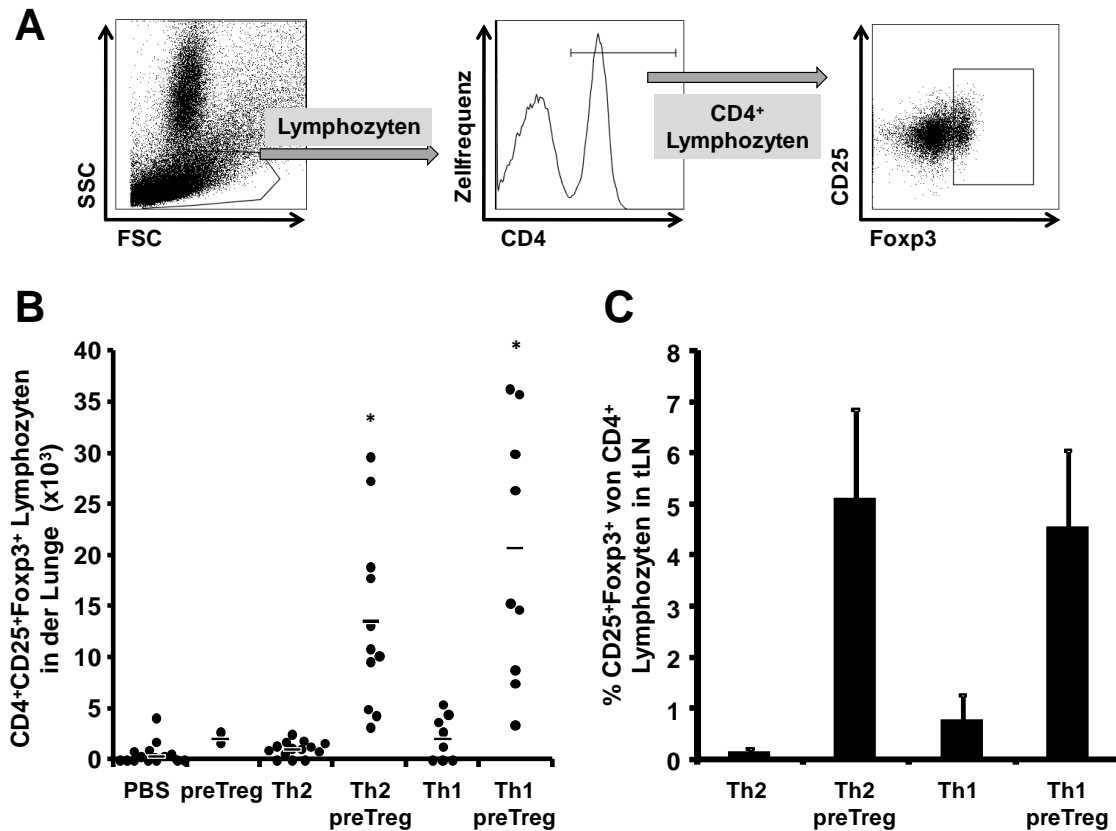 A
SSC
Lymphozyten
FSC
Zellfrequenz
CD4⁺
Lymphozyten
CD4
CD25
Foxp3
B
CD4⁺CD25⁺Foxp3⁺ Lymphozyten
in der Lunge (x10³)
40
35
30
25
20
15
10
5
0
*
*
PBS preTreg Th2 Th2 Th1 Th1
preTreg preTreg
C
% CD25⁺Foxp3⁺ von CD4⁺
Lymphozyten in tLN
8
7
6
5
4
3
2
1
0
Th2 Th2 Th1 Th1
preTreg preTreg